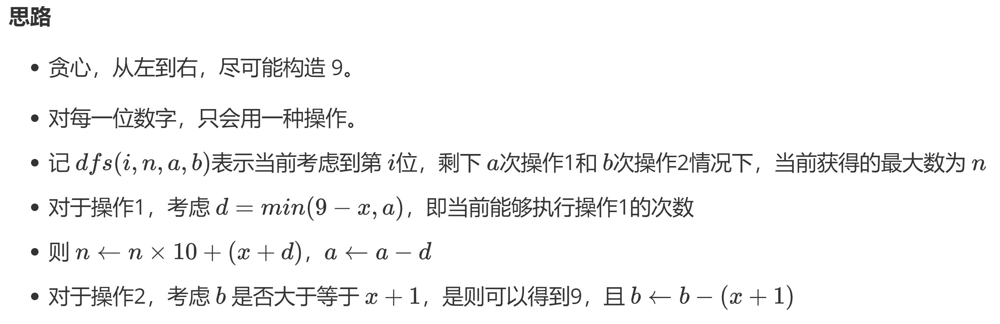 思路
• 贪心，从左到右，尽可能构造 9。
• 对每一位数字，只会用一种操作。
• 记 dfs(i, n, a, b)表示当前考虑到第 i位，剩下 a次操作1和 b次操作2情况下，当前获得的最大数为 n
• 对于操作1，考虑 d = min(9 − x, a)，即当前能够执行操作1的次数
• 则 n ← n × 10 + (x + d)，a ← a − d
• 对于操作2，考虑 b 是否大于等于 x + 1，是则可以得到9，且 b ← b − (x + 1)